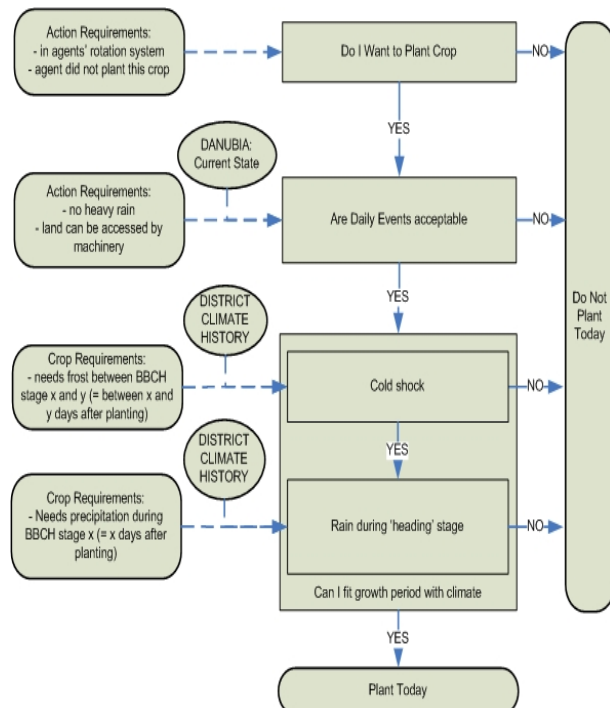 Action Requirements:
- in agents' rotation system
- agent did not plant this crop
Do I Want to Plant Crop
NO
YES
DANUBIA:
Current State
Action Requirements:
- no heavy rain
- land can be accessed by
machinery
Are Daily Events acceptable
NO
YES
Do Not
Plant
Today
DISTRICT
CLIMATE
HISTORY
Crop Requirements:
- needs frost between BBCH
stage x and y (= between x and
y days after planting)
Cold shock
NO
YES
DISTRICT
CLIMATE
HISTORY
Crop Requirements:
- Needs precipitation during
BBCH stage x (= x days after
planting)
Rain during 'heading' stage
NO
Can I fit growth period with climate
YES
Plant Today